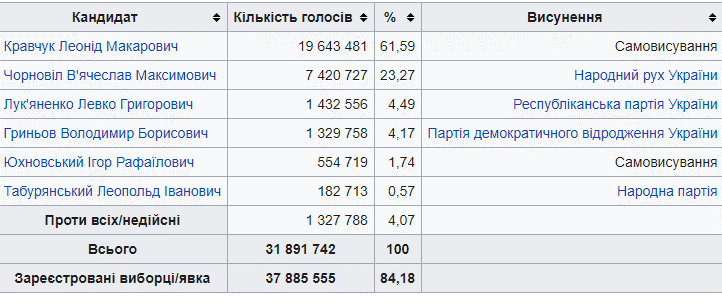 Кандидат Кількість голосів % Висунення
Кравчук Леонід Макарович 19 643 481 61,59 Самовисування
Чорновіл В'ячеслав Максимович 7 420 727 23,27 Народний рух України
Лук'яненко Левко Григорович 1 432 556 4,49 Республіканська партія України
Гриньов Володимир Борисович 1 329 758 4,17 Партія демократичного відродження України
Юхновський Ігор Рафаїлович 554 719 1,74 Самовисування
Табурянський Леопольд Іванович 182 713 0,57 Народна партія
Проти всіх/недійсні 1 327 788 4,07
Всього 31 891 742 100
Зареєстровані виборці/явка 37 885 555 84,18